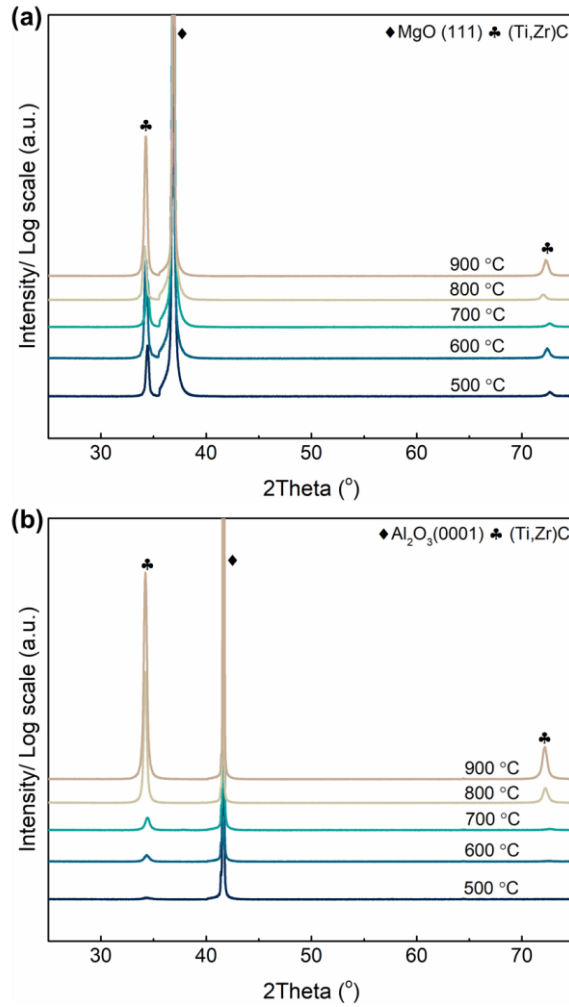 (a)
♦MgO (111) ♣ (Ti,Zr)C
♦
♣
♣
Intensity/ Log scale (a.u.)
900 °C
800 °C
700 °C
600 °C
500 °C
30 40 50 60 70
2Theta (°)
(b)
♦Al₂O₃(0001) ♣ (Ti,Zr)C
♣
♦
♣
Intensity/ Log scale (a.u.)
900 °C
800 °C
700 °C
600 °C
500 °C
30 40 50 60 70
2Theta (°)